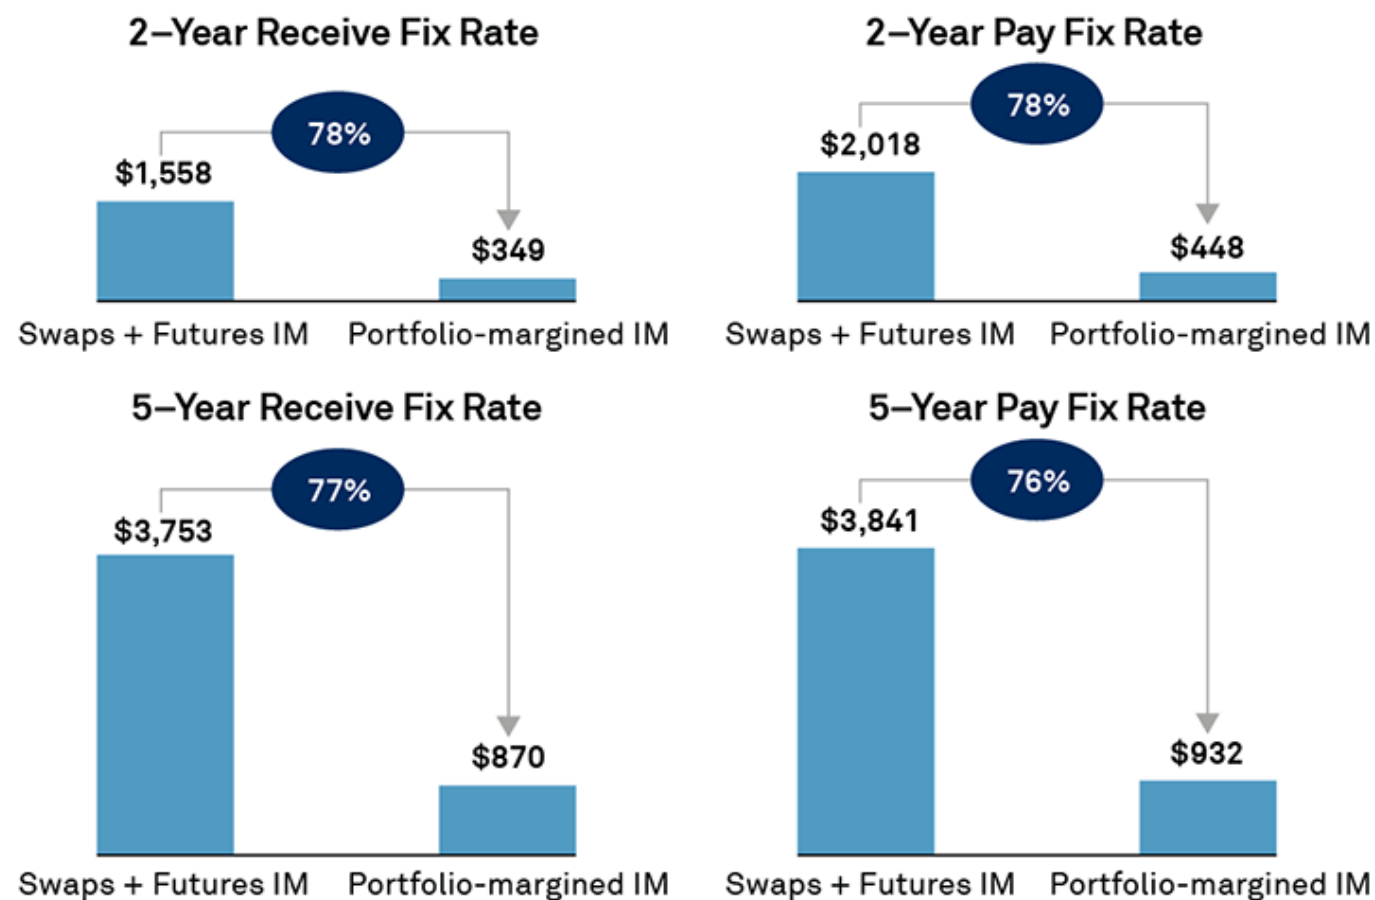 2–Year Receive Fix Rate
78%
$1,558
$349
Swaps + Futures IM
Portfolio-margined IM
2–Year Pay Fix Rate
78%
$2,018
$448
Swaps + Futures IM
Portfolio-margined IM
5–Year Receive Fix Rate
77%
$3,753
$870
Swaps + Futures IM
Portfolio-margined IM
5–Year Pay Fix Rate
76%
$3,841
$932
Swaps + Futures IM
Portfolio-margined IM